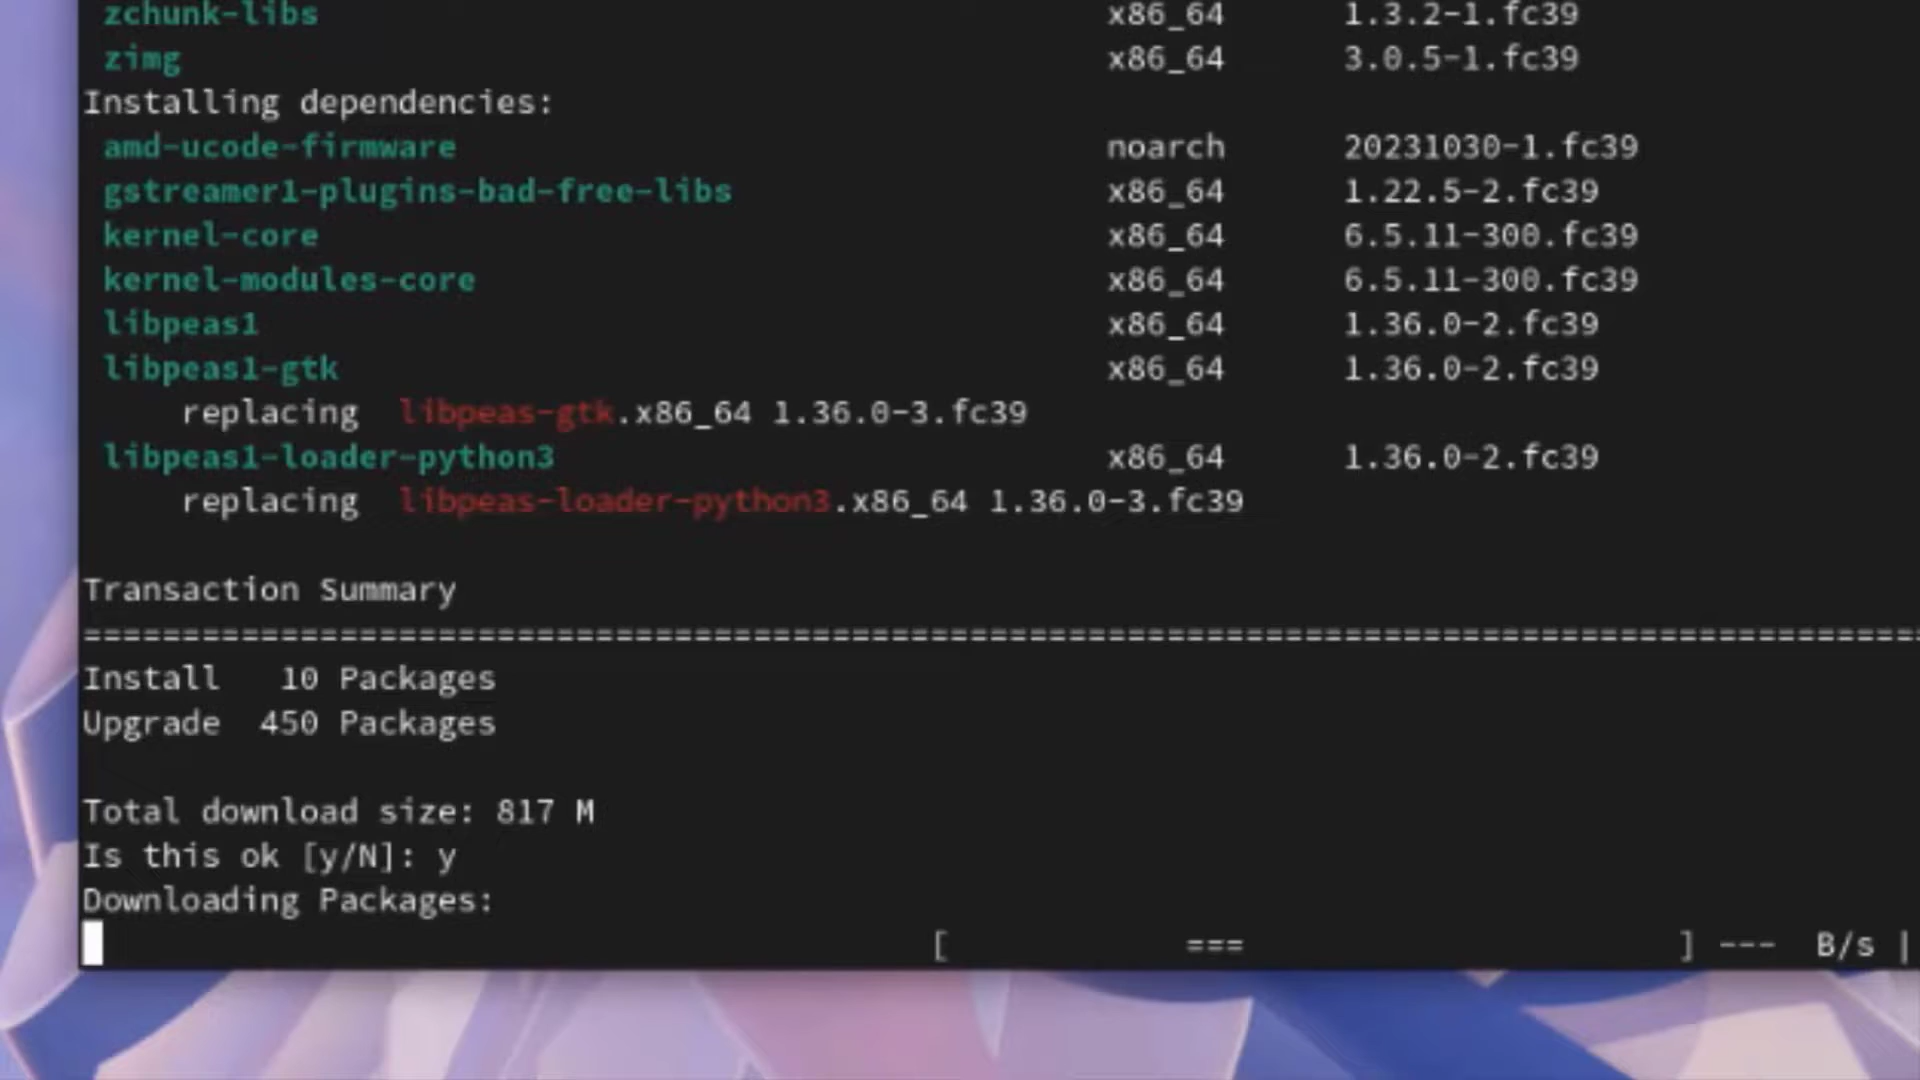 zchunk-libs x86_64 1.3.2-1.fc39
zimg x86_64 3.0.5-1.fc39
Installing dependencies:
amd-ucode-firmware noarch 20231030-1.fc39
gstreamer1-plugins-bad-free-libs x86_64 1.22.5-2.fc39
kernel-core x86_64 6.5.11-300.fc39
kernel-modules-core x86_64 6.5.11-300.fc39
libpeas1 x86_64 1.36.0-2.fc39
libpeas1-gtk x86_64 1.36.0-2.fc39
replacing libpeas-gtk.x86_64 1.36.0-3.fc39
libpeas1-loader-python3 x86_64 1.36.0-2.fc39
replacing libpeas-loader-python3.x86_64 1.36.0-3.fc39
Transaction Summary
================================================================================
Install 10 Packages
Upgrade 450 Packages
Total download size: 817 M
Is this ok [y/N]: y
Downloading Packages:
[ === ] --- B/s |